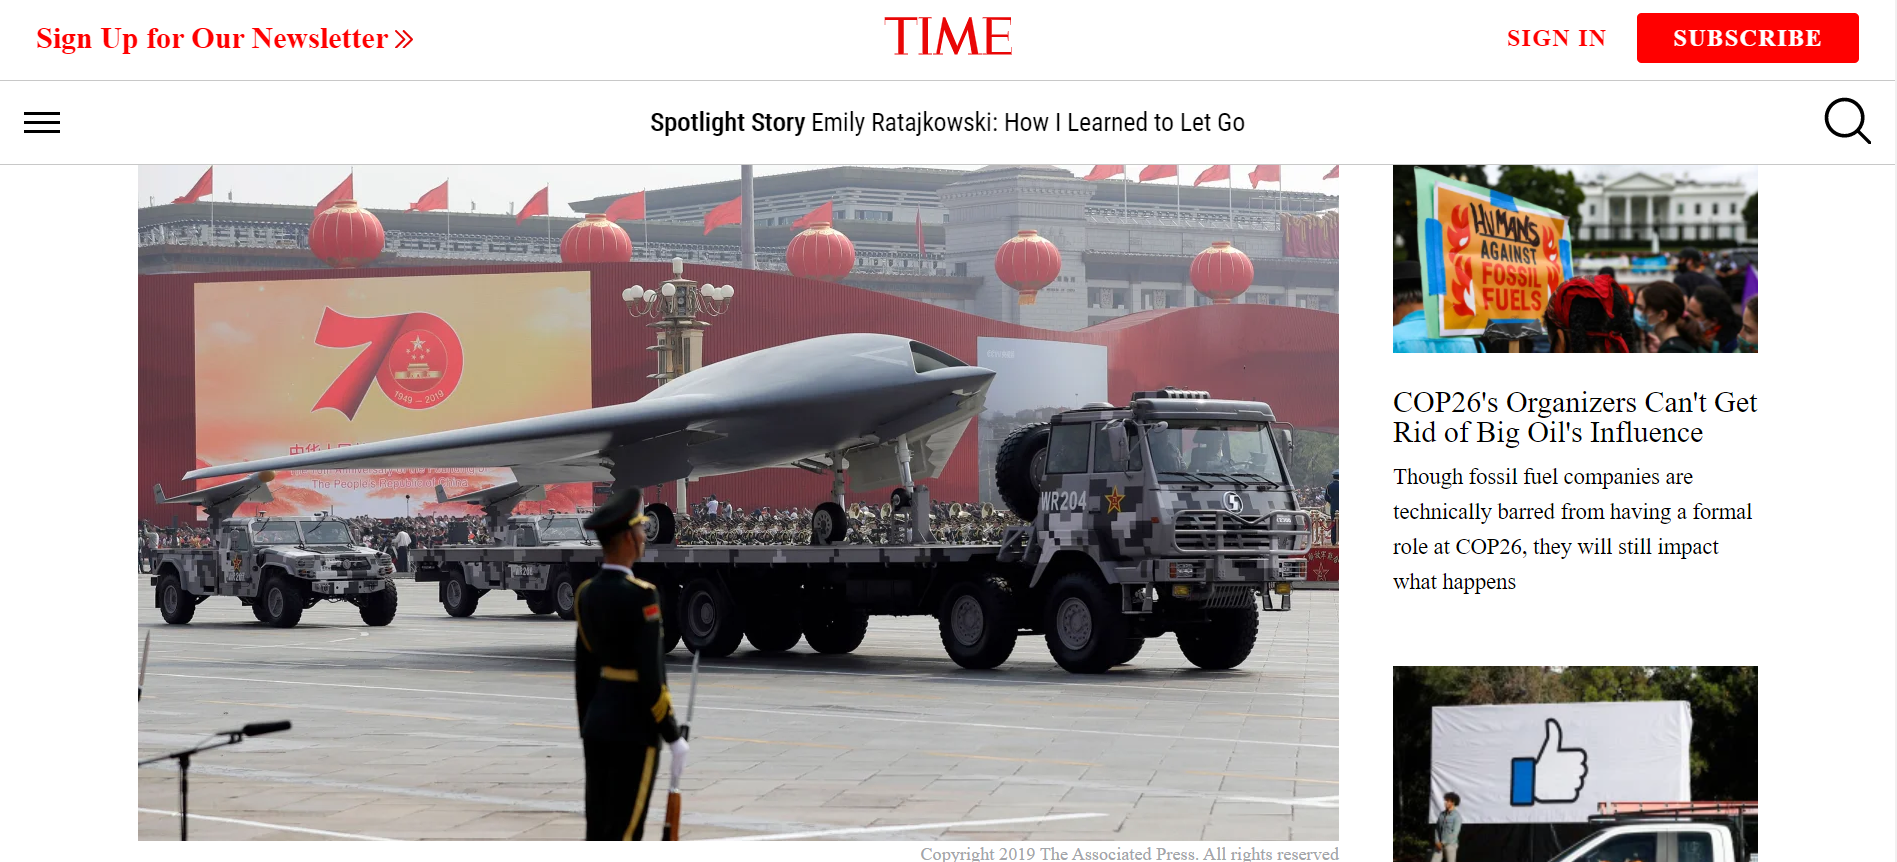 Sign Up for Our Newsletter
TIME
SIGN IN
SUBSCRIBE
Spotlight Story Emily Ratajkowski: How I Learned to Let Go
HUMANS
AGAINST
FOSSIL
FUELS
70
1949 – 2019
The People's Republic of China
WR204
COP26's Organizers Can't Get
Rid of Big Oil's Influence
Though fossil fuel companies are
technically barred from having a formal
role at COP26, they will still impact
what happens
Copyright 2019 The Associated Press. All rights reserved